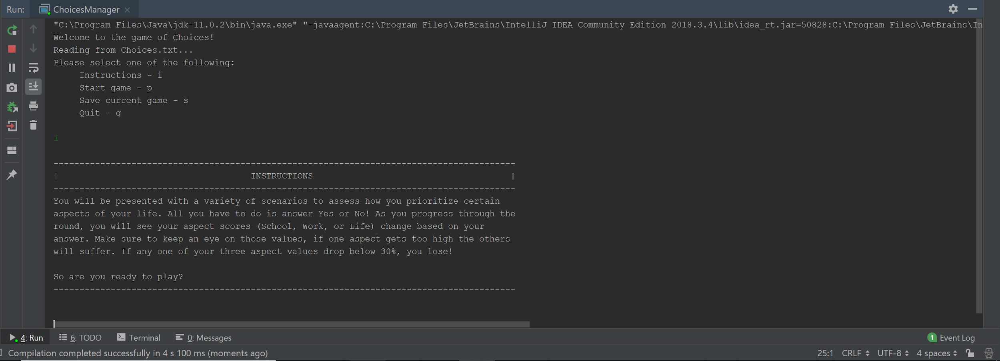 Run: ChoicesManager
"C:\Program Files\Java\jdk-11.0.2\bin\java.exe" "-javaagent:C:\Program Files\JetBrains\IntelliJ IDEA Community Edition 2018.3.4\lib\idea_rt.jar=50828:C:\Program Files\JetBrains\In
Welcome to the game of Choices!
Reading from Choices.txt...
Please select one of the following:
Instructions - i
Start game - p
Save current game - s
Quit - q
i
-----------------------------------------------------------------------------------------
| INSTRUCTIONS |
-----------------------------------------------------------------------------------------
You will be presented with a variety of scenarios to assess how you prioritize certain
aspects of your life. All you have to do is answer Yes or No! As you progress through the
round, you will see your aspect scores (School, Work, or Life) change based on your
answer. Make sure to keep an eye on those values, if one aspect gets too high the others
will suffer. If any one of your three aspect values drop below 30%, you lose!
So are you ready to play?
-----------------------------------------------------------------------------------------
4: Run 6: TODO Terminal 0: Messages 1 Event Log
Compilation completed successfully in 4 s 100 ms (moments ago) 25:1 CRLF UTF-8 4 spaces